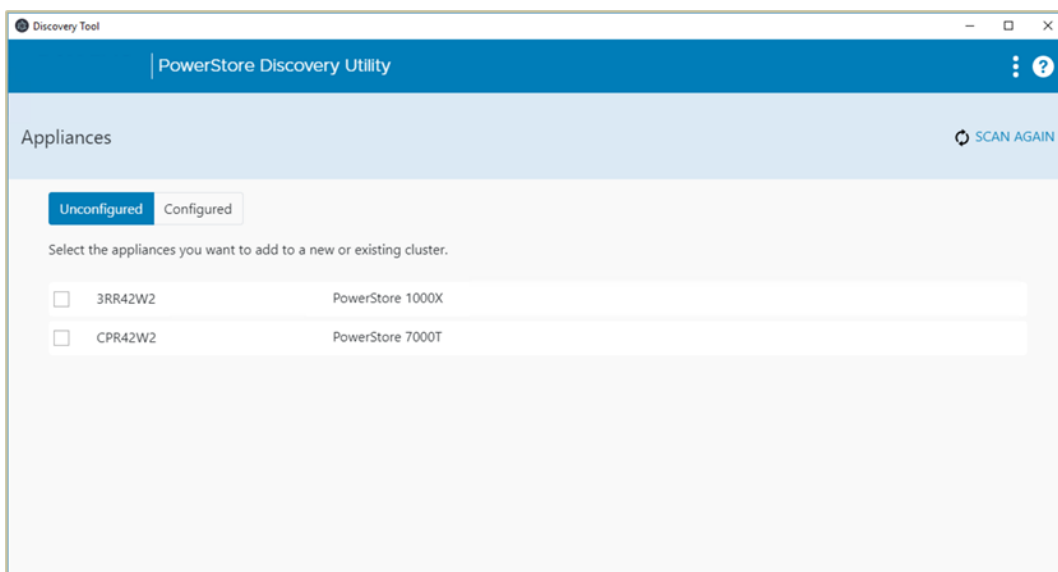 Discovery Tool
PowerStore Discovery Utility
?
Appliances
SCAN AGAIN
Unconfigured Configured
Select the appliances you want to add to a new or existing cluster.
3RR42W2 PowerStore 1000X
CPR42W2 PowerStore 7000T